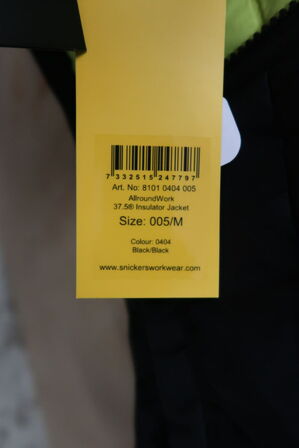 7 332515 247797
Art. No: 8101 0404 005
AllroundWork
37.5® Insulator Jacket
Size: 005/M
Colour: 0404
Black/Black
www.snickersworkwear.com